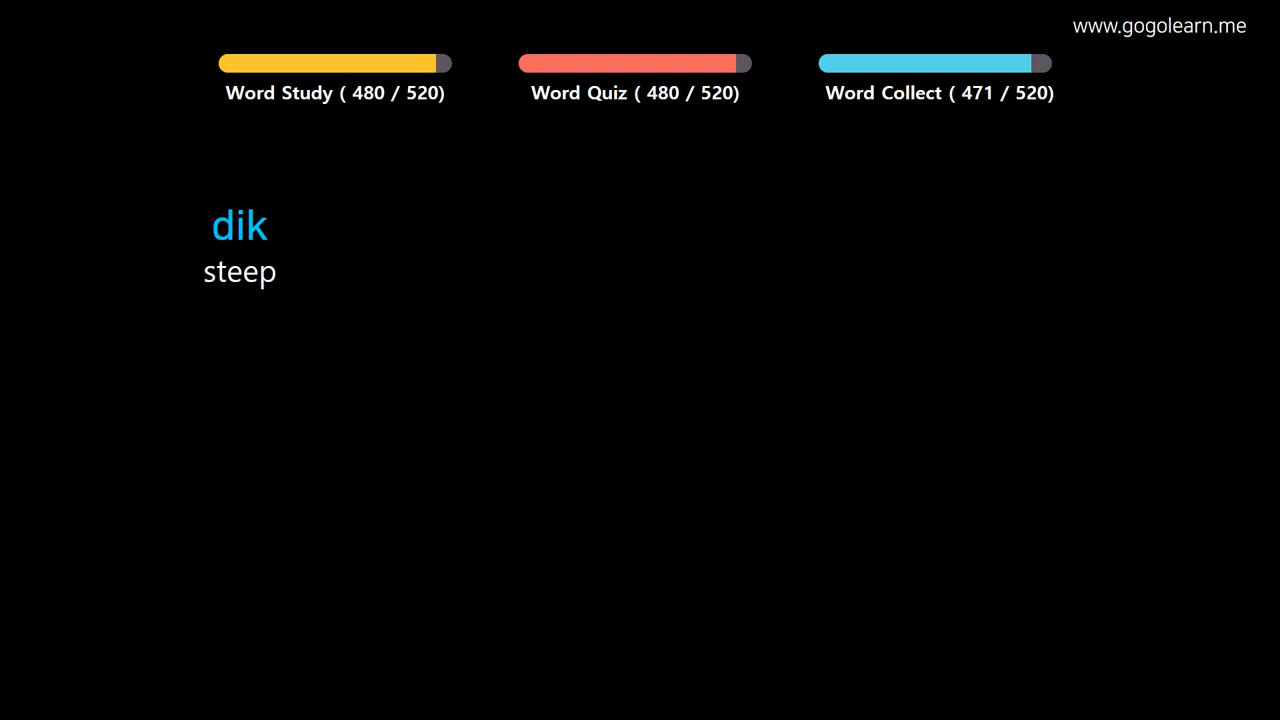 www.gogolearn.me
Word Study ( 480 / 520)
Word Quiz ( 480 / 520)
Word Collect ( 471 / 520)
dik
steep